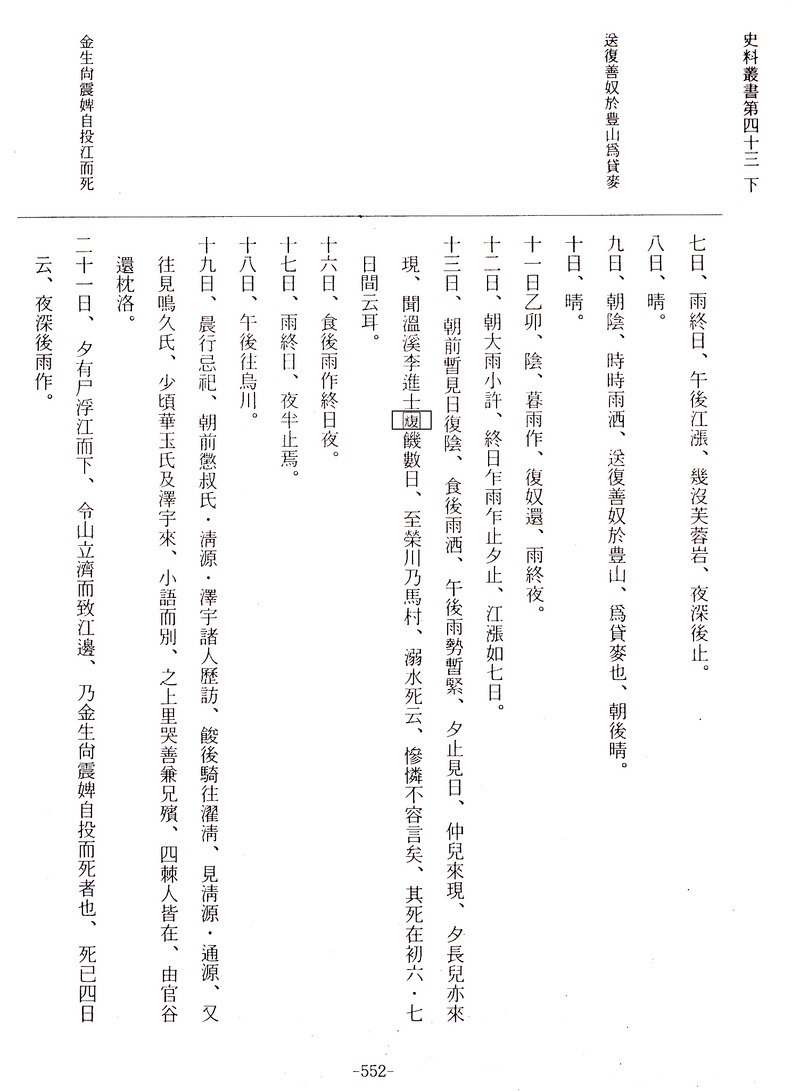 史料叢書第四十三 下
送復善奴於豊山爲貸麥
金生尙震婢自投江而死
七日、雨終日、午後江漲、幾沒芙蓉岩、夜深後止。
八日、晴。
九日、朝陰、時時雨洒、送復善奴於豊山、爲貸麥也、朝後晴。
十日、晴。
十一日乙卯、陰、暮雨作、復奴還、雨終夜。
十二日、朝大雨小許、終日乍雨乍止夕止、江漲如七日。
十三日、朝前暫見日復陰、食後雨洒、午後雨勢暫緊、夕止見日、仲兒來現、夕長兒亦來
現、聞溫溪李進士饑數日、至榮川乃馬村、溺水死云、慘憐不容言矣、其死在初六・七
日間云耳。
十六日、食後雨作終日夜。
十七日、雨終日、夜半止焉。
十八日、午後往烏川。
十九日、晨行忌祀、朝前懲叔氏・淸源・澤宇諸人歷訪、餕後騎往濯淸、見淸源・通源、又
往見鳴久氏、少頃華玉氏及澤宇來、小語而別、之上里哭善兼兄殯、四棘人皆在、由官谷
還枕洛。
二十一日、夕有尸浮江而下、令山立濟而致江邊、乃金生尙震婢自投而死者也、死已四日
云、夜深後雨作。
-552-